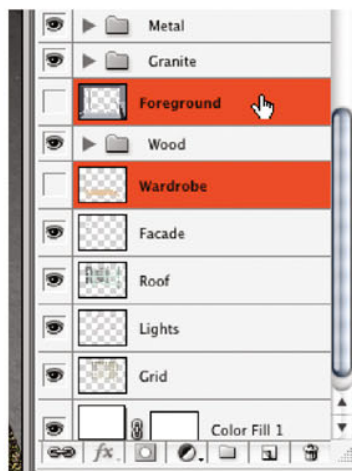 Metal
Granite
Foreground
Wood
Wardrobe
Facade
Roof
Lights
Grid
Color Fill 1
fx.